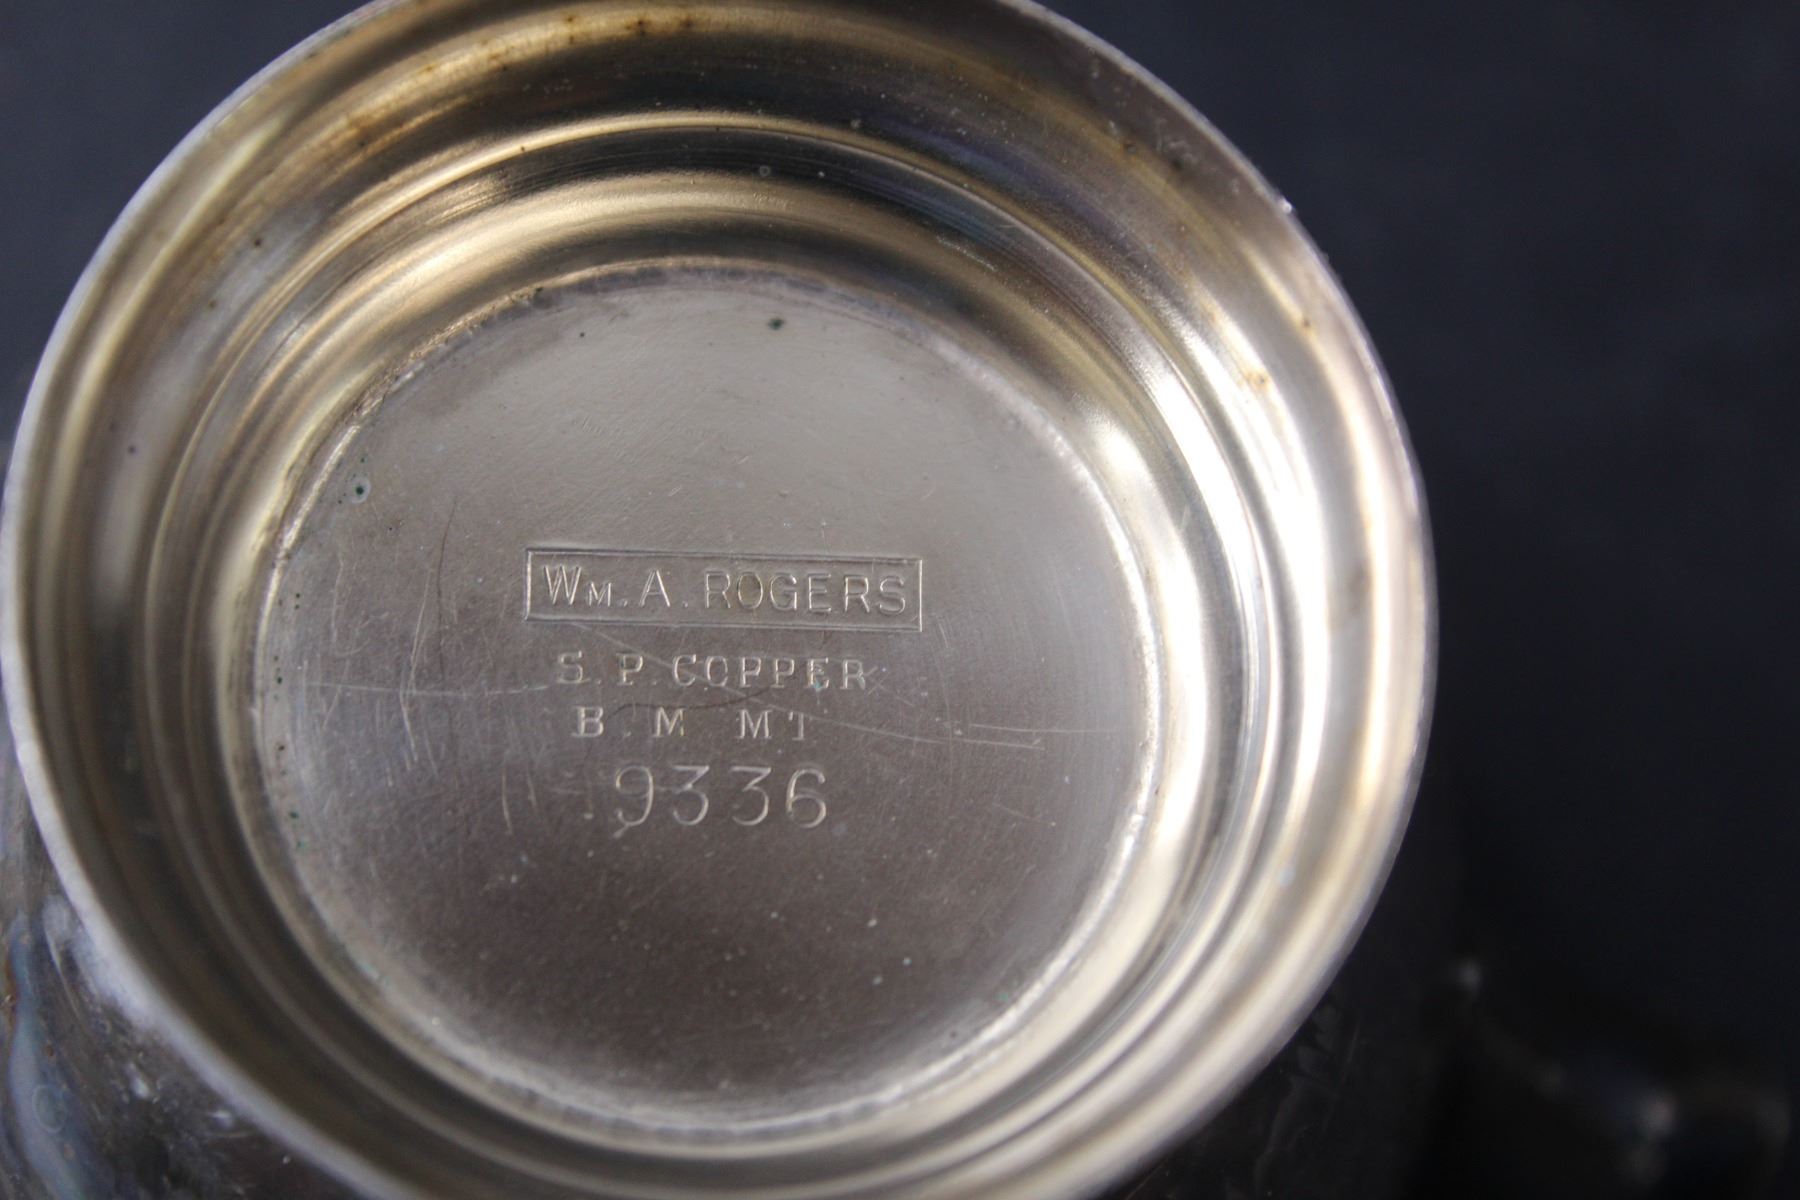 WM. A. ROGERS
S. P. COPPER
B. M MT
9336